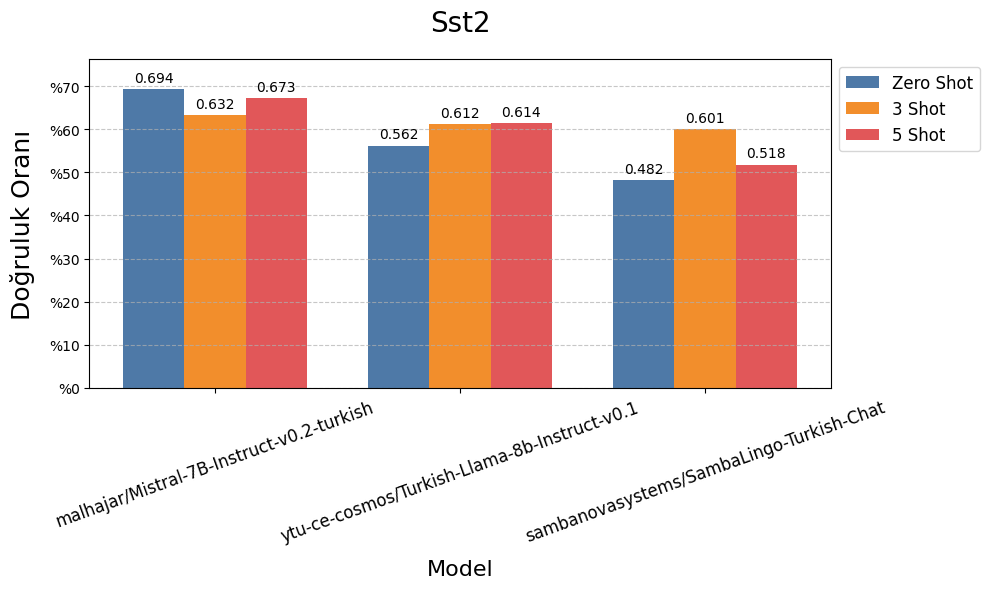 Sst2
Doğruluk Oranı
%70
%60
%50
%40
%30
%20
%10
%0
0.694
0.632
0.673
0.562
0.612
0.614
0.482
0.601
0.518
Zero Shot
3 Shot
5 Shot
malhajar/Mistral-7B-Instruct-v0.2-turkish
ytu-ce-cosmos/Turkish-Llama-8b-Instruct-v0.1
sambanovasystems/SambaLingo-Turkish-Chat
Model